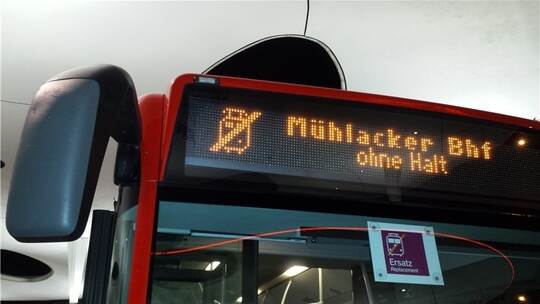 Mühlacker Bhf
ohne Halt
Ersatz
Replacement